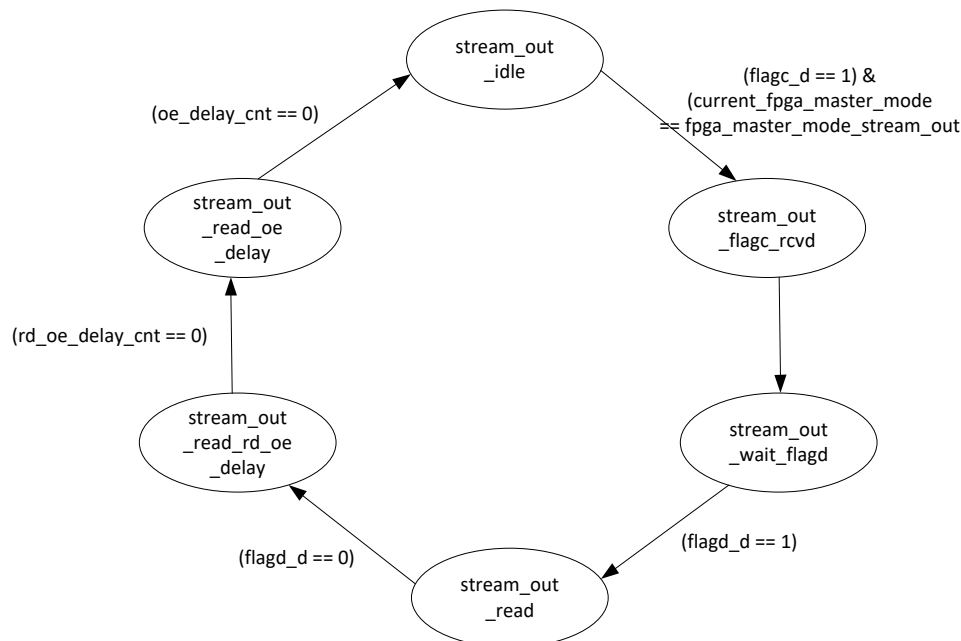 stream_out
_idle
(flagc_d == 1) &
(current_fpga_master_mode
== fpga_master_mode_stream_out
(oe_delay_cnt == 0)
stream_out
_read_oe
_delay
stream_out
_flagc_rcvd
(rd_oe_delay_cnt == 0)
stream_out
_read_rd_oe
_delay
stream_out
_wait_flagd
(flagd_d == 0)
(flagd_d == 1)
stream_out
_read